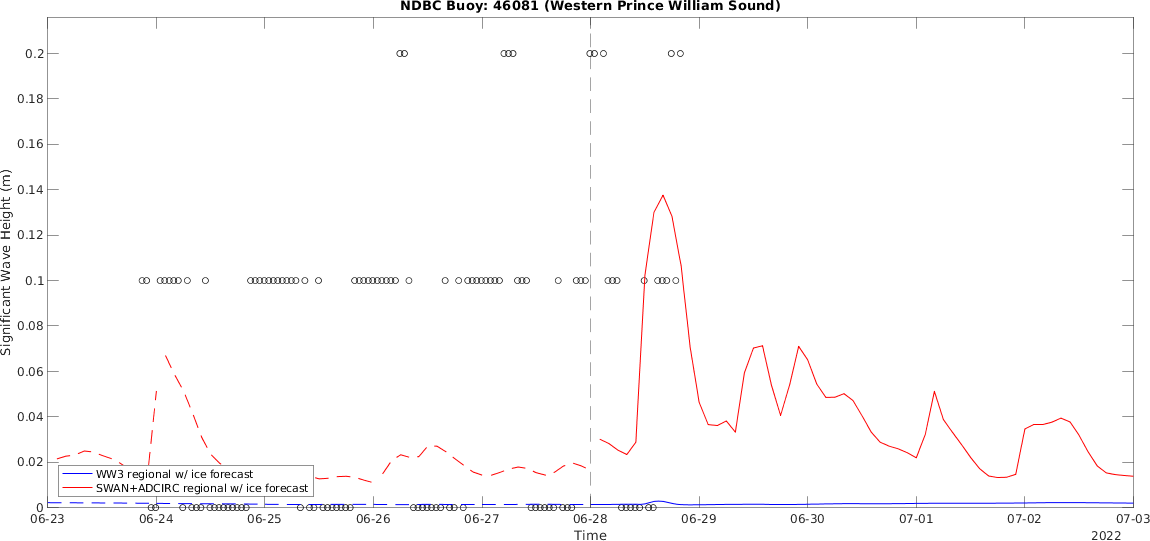 NDBC Buoy: 46081 (Western Prince William Sound)
Significant Wave Height (m)
0.2
0.18
0.16
0.14
0.12
0.1
0.08
0.06
0.04
0.02
0
WW3 regional w/ ice forecast
SWAN+ADCIRC regional w/ ice forecast
06-23 06-24 06-25 06-26 06-27 06-28 06-29 06-30 07-01 07-02 07-03
Time
2022